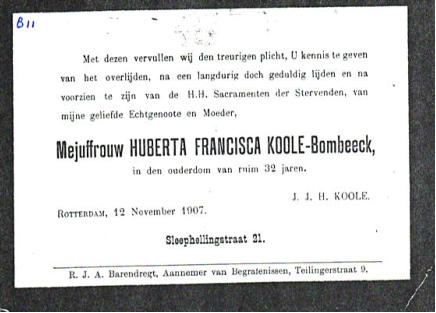 B11
Met dezen vervullen wij den treurigen plicht, U kennis te geven
van het overlijden, na een langdurig doch geduldig lijden en na
voorzien te zijn van de H.H. Sacramenten der Stervenden, van
mijne geliefde Echtgenoote en Moeder,
Mejuffrouw HUBERTA FRANCISCA KOOLE-Bombeeck,
in den ouderdom van ruim 32 jaren.
J. J. H. KOOLE.
ROTTERDAM, 12 November 1907.
Sleephellingstraat 21.
R. J. A. Barendregt, Aannemer van Begrafenissen, Teilingerstraat 9.